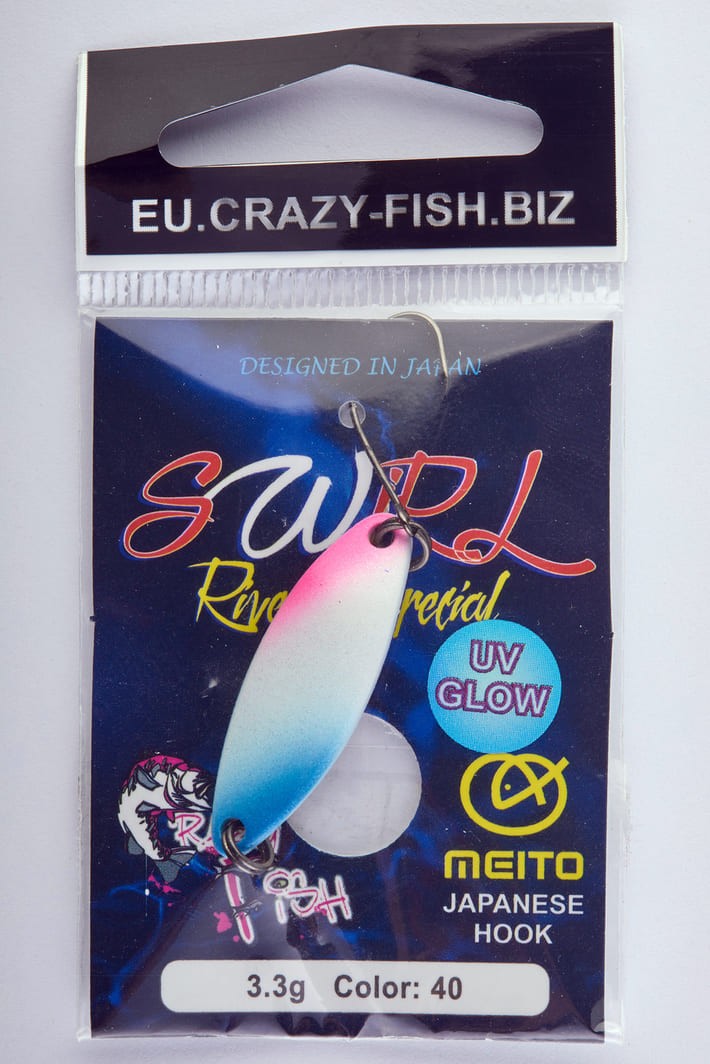 EU.CRAZY-FISH.BIZ
DESIGNED IN JAPAN
SWIRL
UV
GLOW
MEITO
JAPANESE
HOOK
3.3g Color: 40